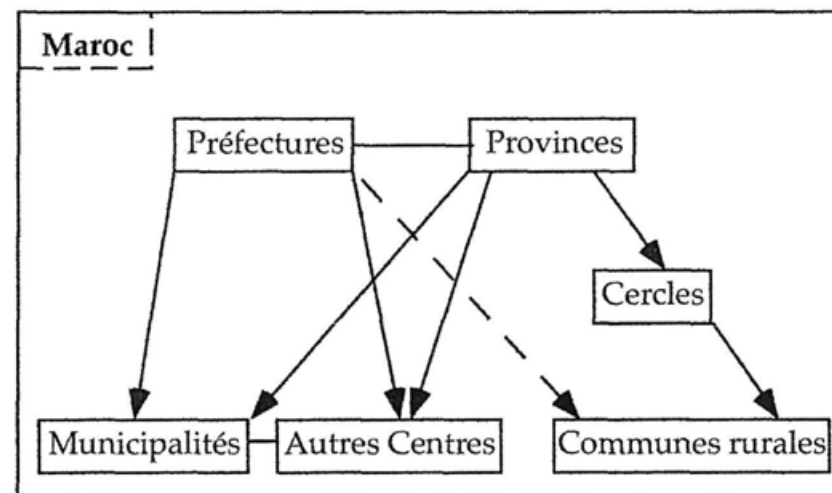 Maroc
Préfectures
Provinces
Cercles
Municipalités
Autres Centres
Communes rurales